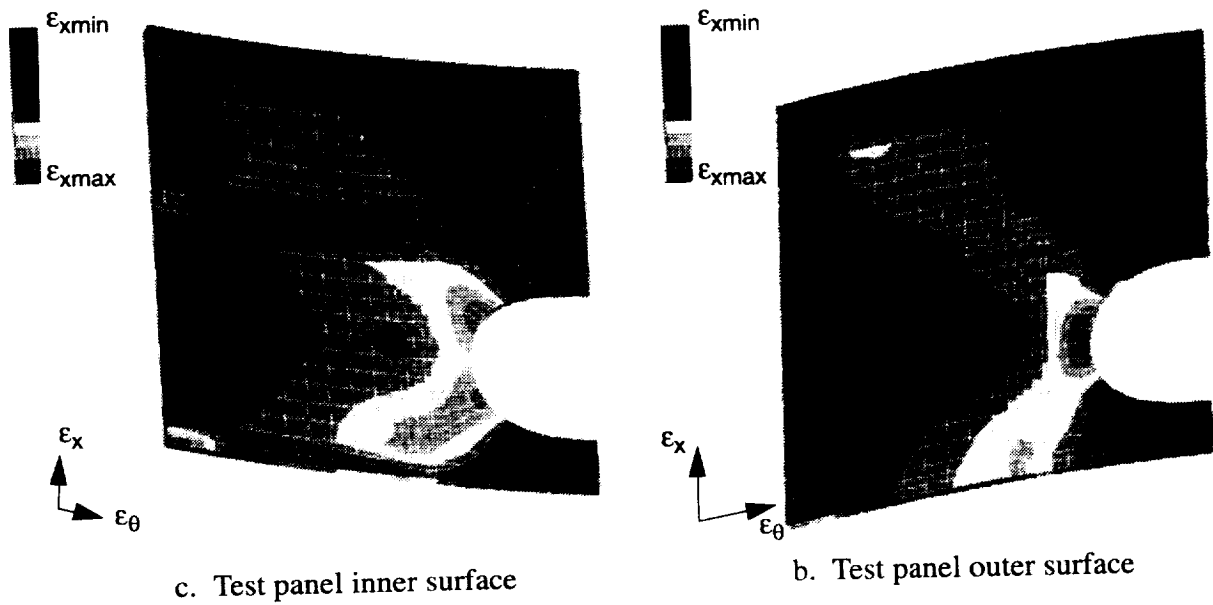 εxmin
εxmax
εx
εθ
c. Test panel inner surface
εxmin
εxmax
εx
εθ
b. Test panel outer surface